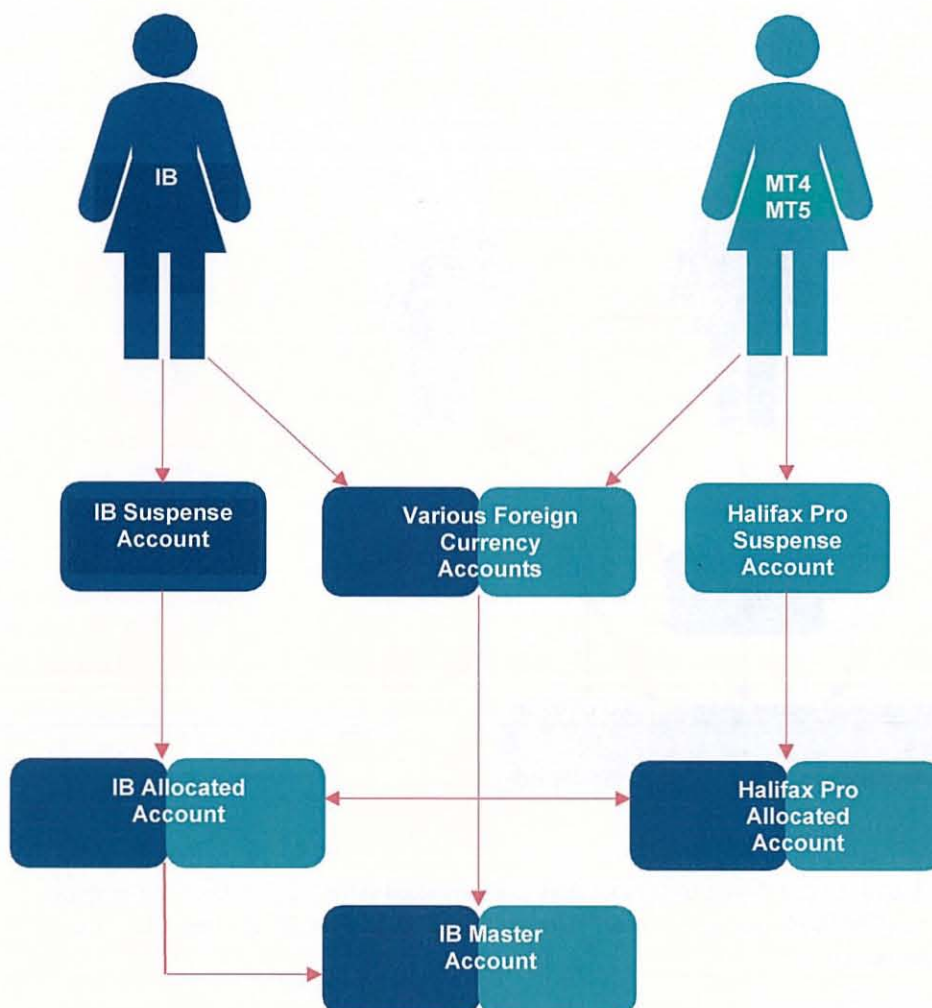 IB
MT4
MT5
IB Suspense
Account
Various Foreign
Currency
Accounts
Halifax Pro
Suspense
Account
IB Allocated
Account
Halifax Pro
Allocated
Account
IB Master
Account